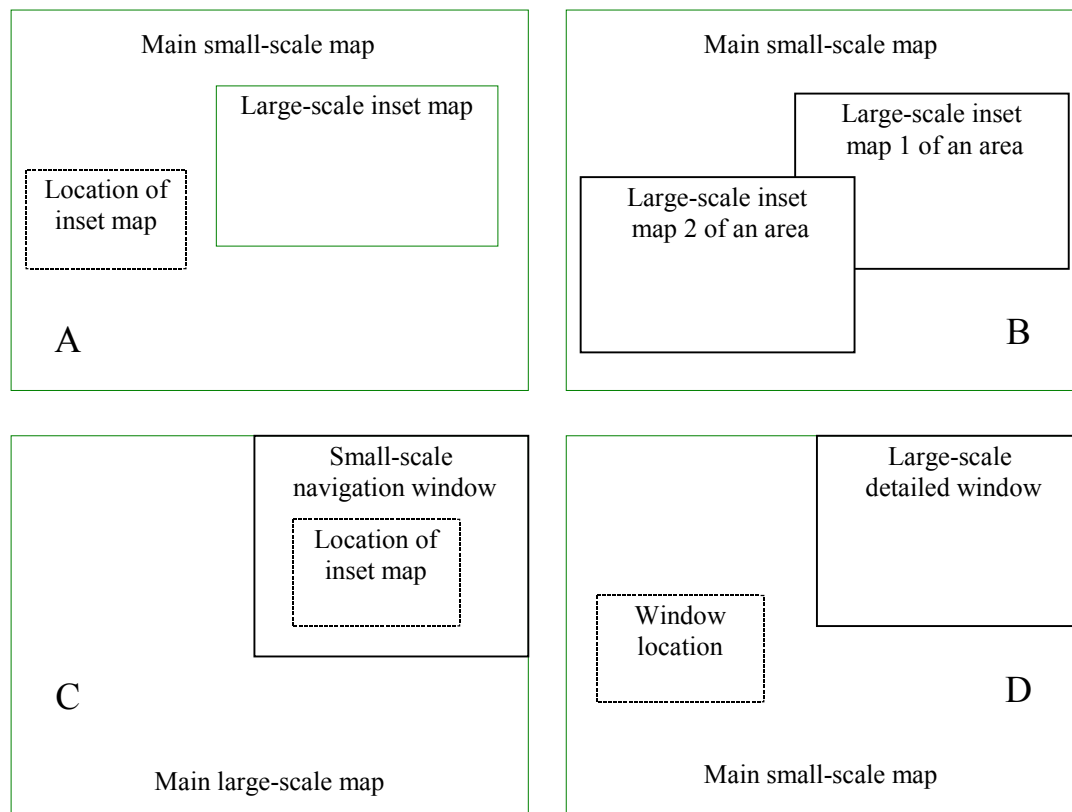 Main small-scale map
Large-scale inset map
Location of
inset map
A
Main small-scale map
Large-scale inset
map 1 of an area
Large-scale inset
map 2 of an area
B
Small-scale
navigation window
Location of
inset map
C
Main large-scale map
Large-scale
detailed window
Window
location
D
Main small-scale map